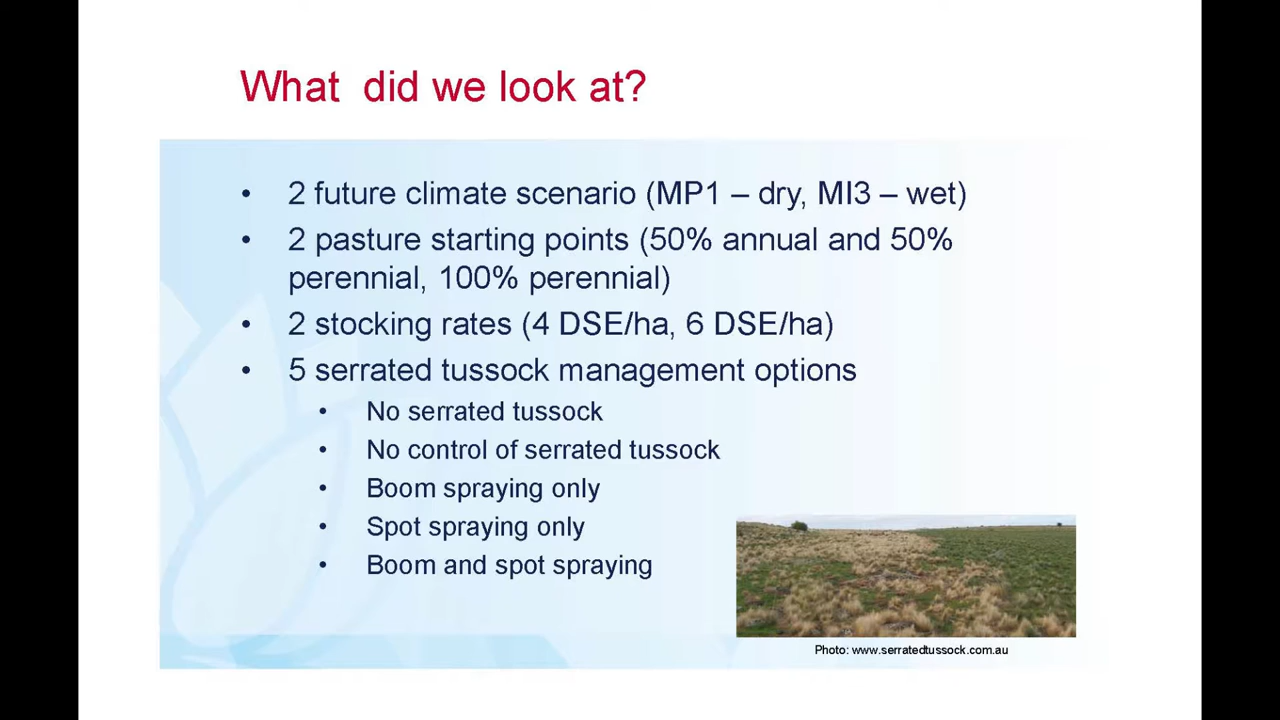 What did we look at?
• 2 future climate scenario (MP1 – dry, MI3 – wet)
• 2 pasture starting points (50% annual and 50%
perennial, 100% perennial)
• 2 stocking rates (4 DSE/ha, 6 DSE/ha)
• 5 serrated tussock management options
• No serrated tussock
• No control of serrated tussock
• Boom spraying only
• Spot spraying only
• Boom and spot spraying
Photo: www.serratedtussock.com.au